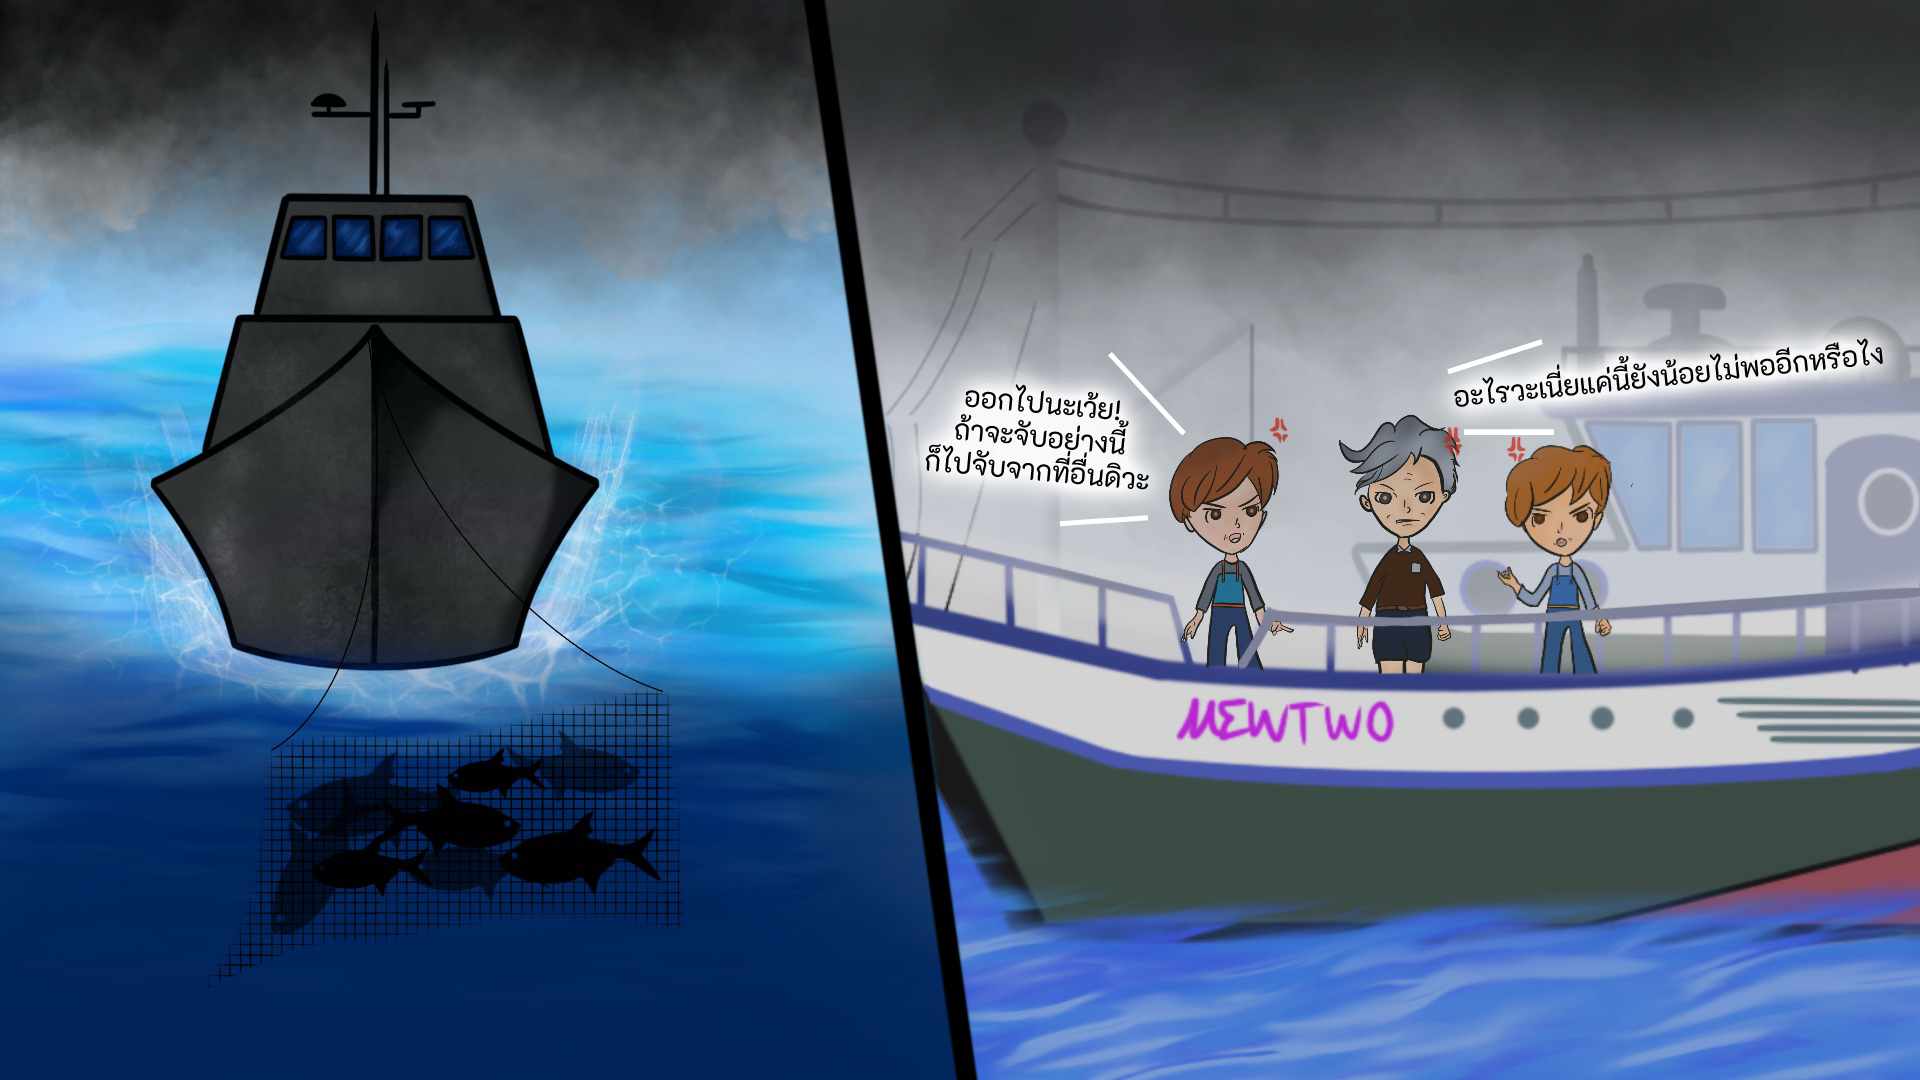 ออกไปนะเว้ย!
ถ้าจะจับอย่างนี้
ก็ไปจับจากที่อื่นดิวะ
อะไรวะเนี่ยแค่นี้ยังน้อยไม่พออีกหรือไง
MEWTWO